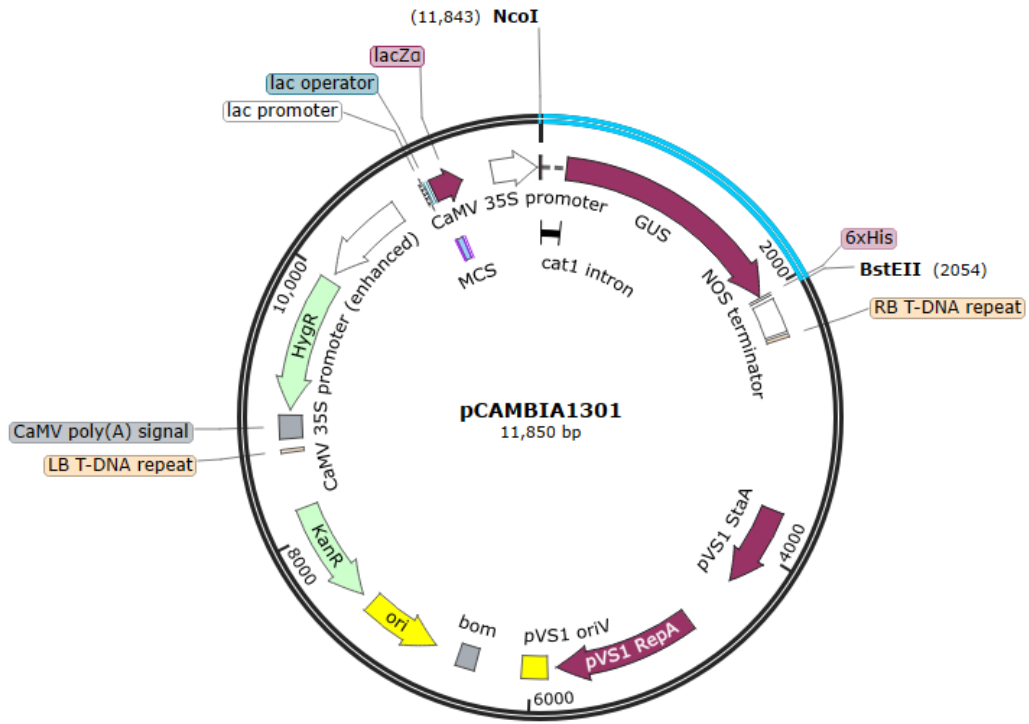 (11,843) NcoI
lacZα
lac operator
lac promoter
CaMV 35S promoter
GUS
cat1 intron
MCS
2000
6xHis
BstEII (2054)
RB T-DNA repeat
NOS terminator
10,000
CaMV 35S promoter (enhanced)
HygR
pCAMBIA1301
11,850 bp
CaMV poly(A) signal
LB T-DNA repeat
pVS1 StaA
4000
KanR
8000
ori
bom
pVS1 oriV
pVS1 RepA
6000